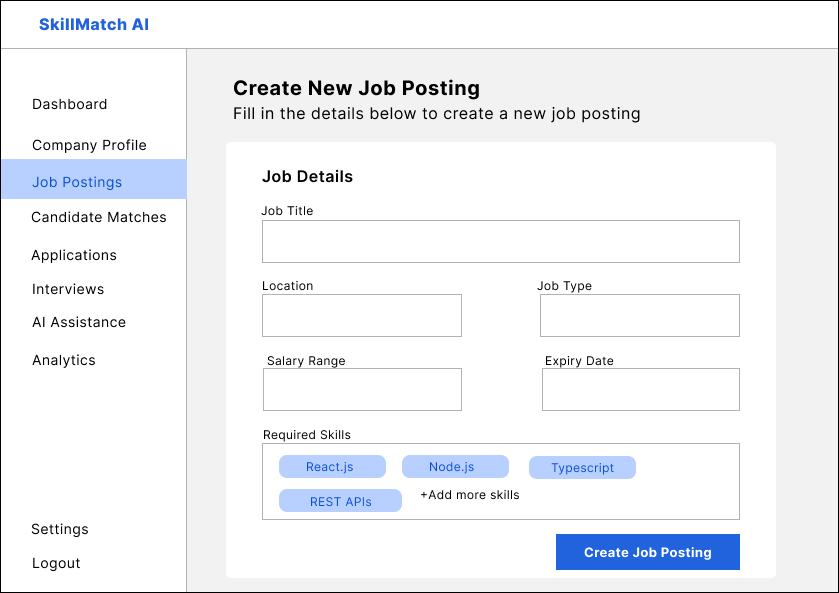 SkillMatch AI
Dashboard
Company Profile
Job Postings
Candidate Matches
Applications
Interviews
AI Assistance
Analytics
Settings
Logout
Create New Job Posting
Fill in the details below to create a new job posting
Job Details
Job Title
Location
Job Type
Salary Range
Expiry Date
Required Skills
React.js
Node.js
Typescript
REST APIs
+Add more skills
Create Job Posting